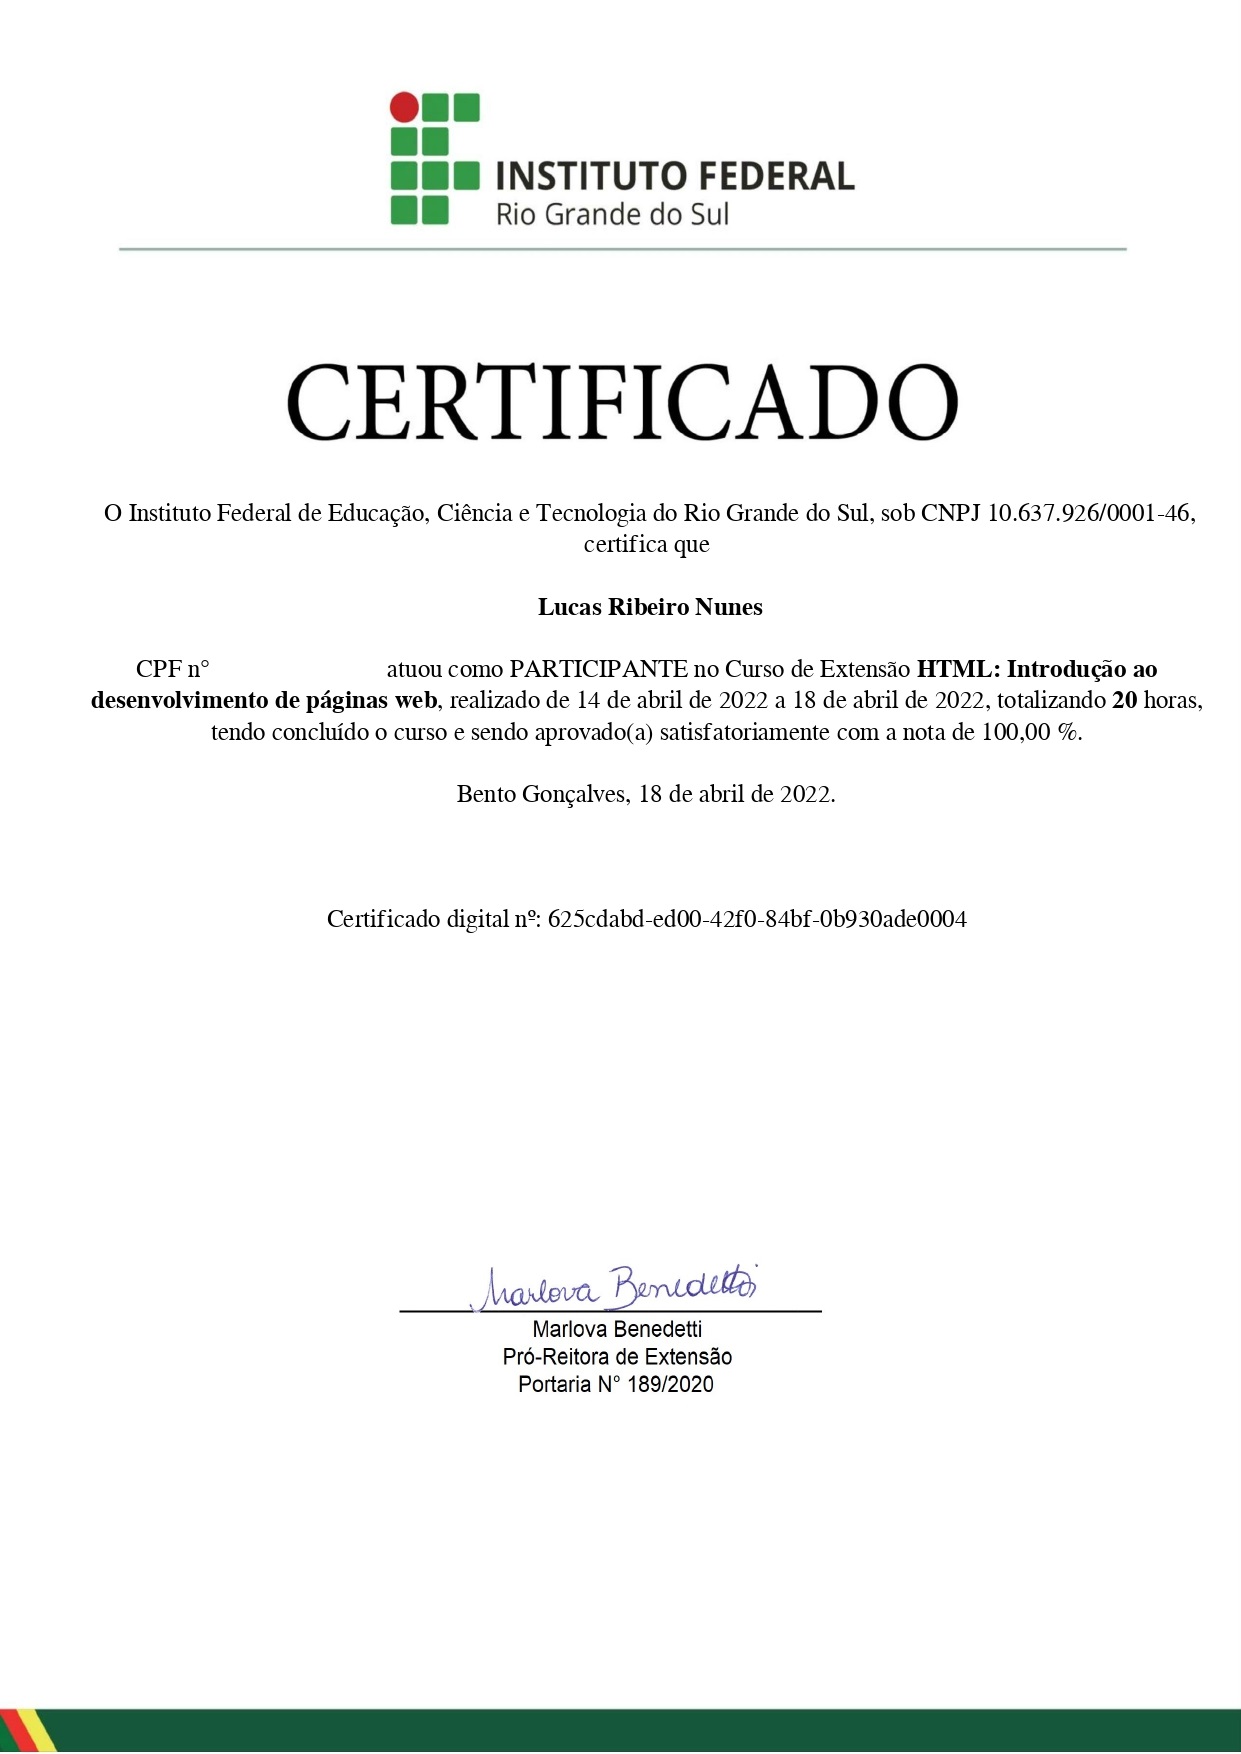 INSTITUTO FEDERAL
Rio Grande do Sul
CERTIFICADO
O Instituto Federal de Educação, Ciência e Tecnologia do Rio Grande do Sul, sob CNPJ 10.637.926/0001-46,
certifica que
Lucas Ribeiro Nunes
CPF n° atuou como PARTICIPANTE no Curso de Extensão HTML: Introdução ao
desenvolvimento de páginas web, realizado de 14 de abril de 2022 a 18 de abril de 2022, totalizando 20 horas,
tendo concluído o curso e sendo aprovado(a) satisfatoriamente com a nota de 100,00 %.
Bento Gonçalves, 18 de abril de 2022.
Certificado digital nº: 625cdabd-ed00-42f0-84bf-0b930ade0004
Marlova Benedetti
Marlova Benedetti
Pró-Reitora de Extensão
Portaria N° 189/2020